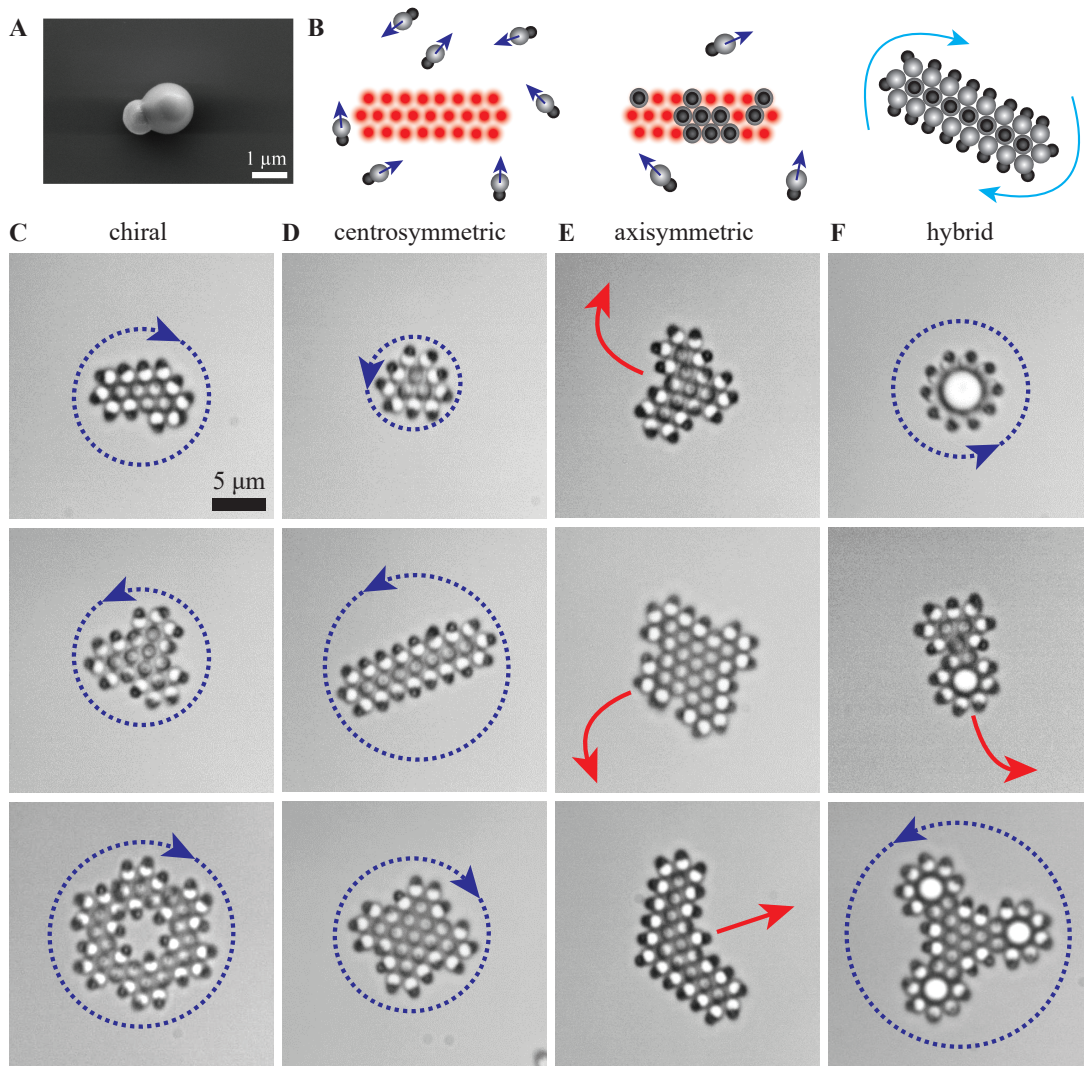 A
B
1 μm
C chiral
D centrosymmetric
E axisymmetric
F hybrid
5 μm